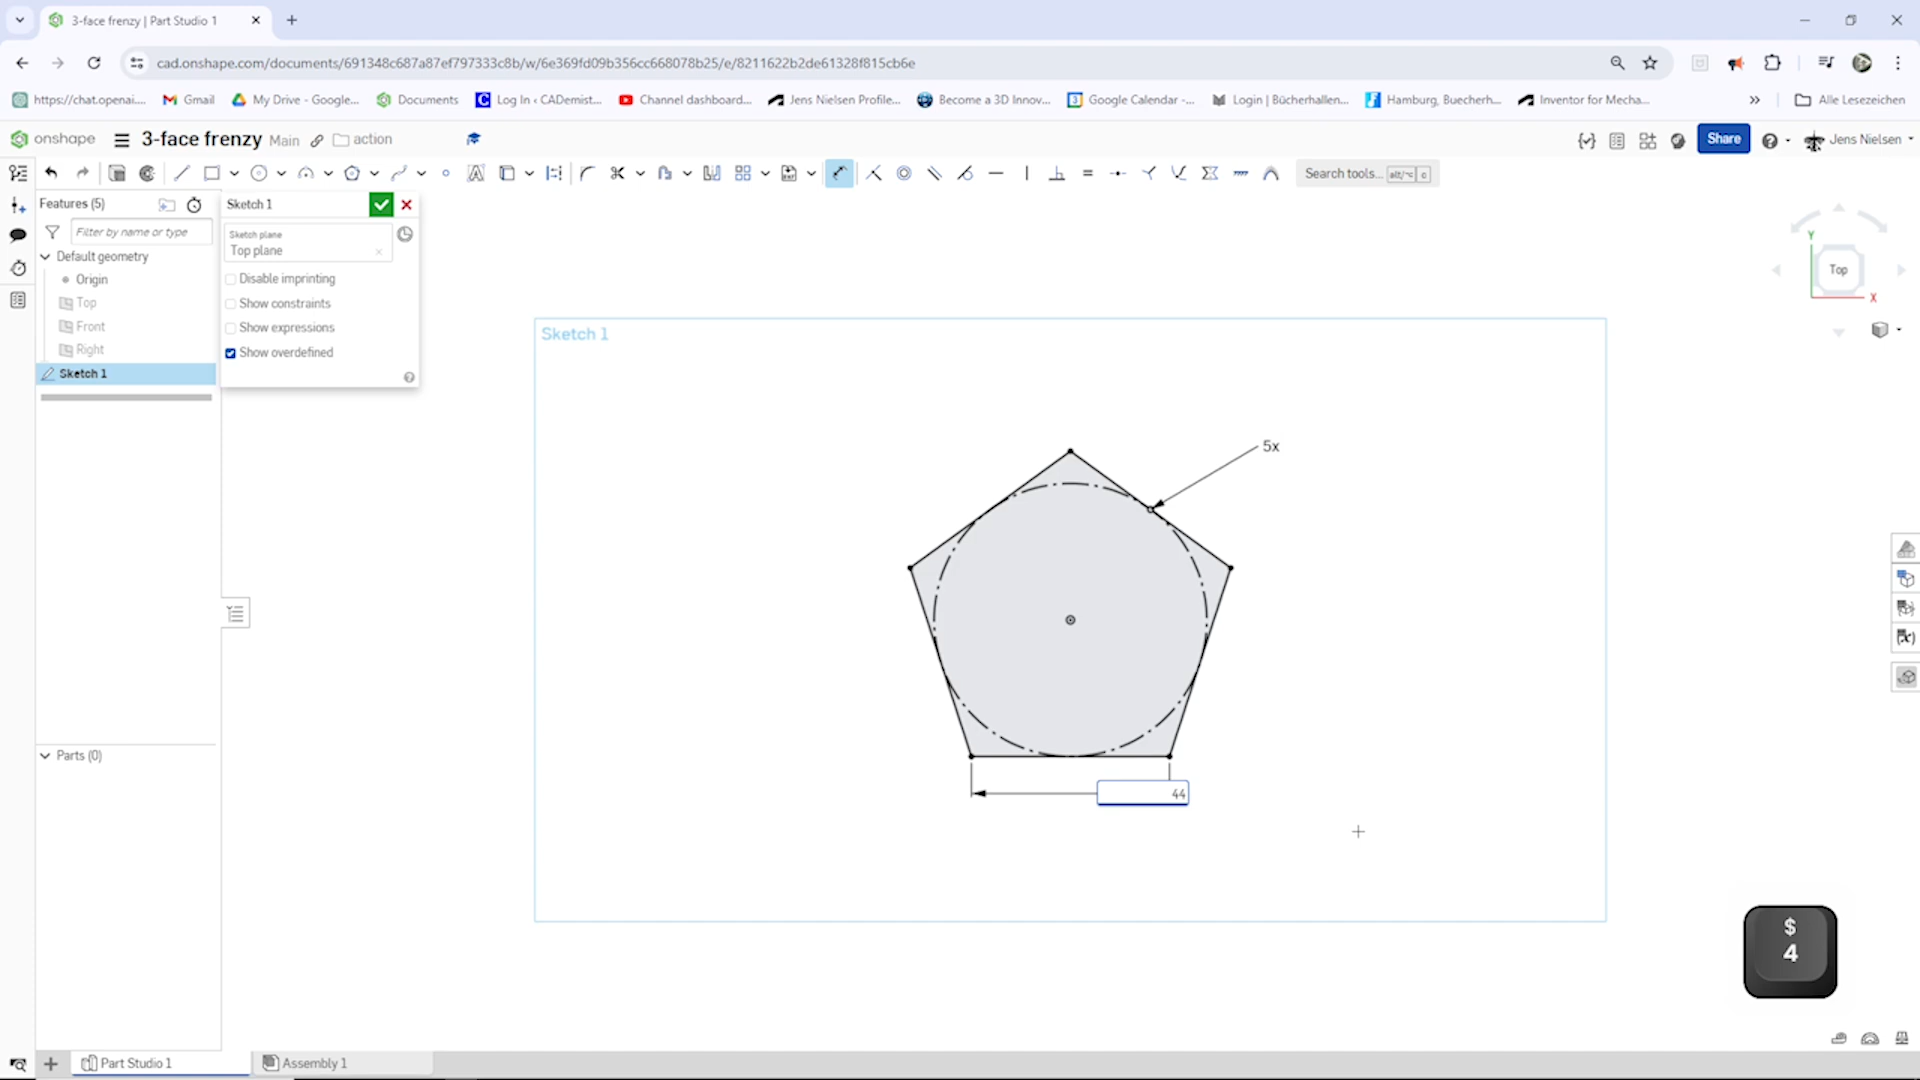 3-face frenzy | Part Studio 1
cad.onshape.com/documents/691348c687a87ef797333c8b/w/6e369fd09b356cc668078b25/e/8211622b2de61328f815cb6e
https://chat.openai.... Gmail My Drive - Google... Documents Log In ‹ CADemist... Channel dashboard... Jens Nielsen Profile... Become a 3D Innov... Google Calendar -... Login | Bücherhallen... Hamburg, Buecherh... Inventor for Mecha... » Alle Lesezeichen
onshape 3-face frenzy Main action Share Jens Nielsen
Search tools... alt/⌥ c
Features (5)
Filter by name or type
Default geometry
Origin
Top
Front
Right
Sketch 1
Sketch 1
Sketch plane
Top plane
Disable imprinting
Show constraints
Show expressions
Show overdefined
Y
Top
X
Sketch 1
5x
44
Parts (0)
$
4
Part Studio 1 Assembly 1